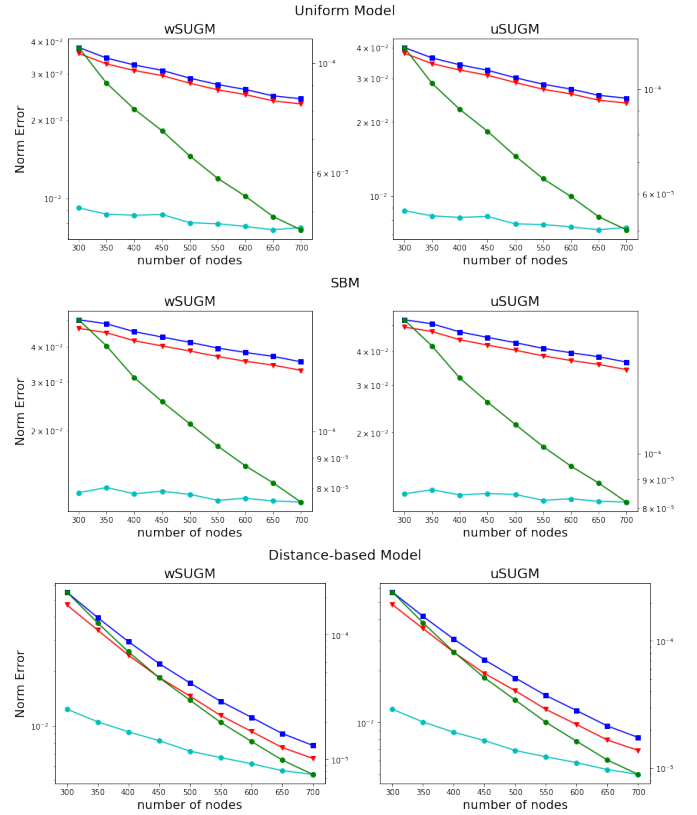 Uniform Model
wSUGM
uSUGM
4 × 10⁻²
3 × 10⁻²
2 × 10⁻²
10⁻²
10⁻⁴
6 × 10⁻⁵
4 × 10⁻²
3 × 10⁻²
2 × 10⁻²
10⁻²
10⁻⁴
6 × 10⁻⁵
Norm Error
300 350 400 450 500 550 600 650 700
300 350 400 450 500 550 600 650 700
number of nodes
number of nodes
SBM
wSUGM
uSUGM
4 × 10⁻²
3 × 10⁻²
2 × 10⁻²
10⁻⁴
9 × 10⁻⁵
8 × 10⁻⁵
4 × 10⁻²
3 × 10⁻²
2 × 10⁻²
10⁻⁴
9 × 10⁻⁵
8 × 10⁻⁵
Norm Error
300 350 400 450 500 550 600 650 700
300 350 400 450 500 550 600 650 700
number of nodes
number of nodes
Distance-based Model
wSUGM
uSUGM
10⁻²
10⁻⁴
10⁻⁵
10⁻²
10⁻⁴
10⁻⁵
Norm Error
300 350 400 450 500 550 600 650 700
300 350 400 450 500 550 600 650 700
number of nodes
number of nodes